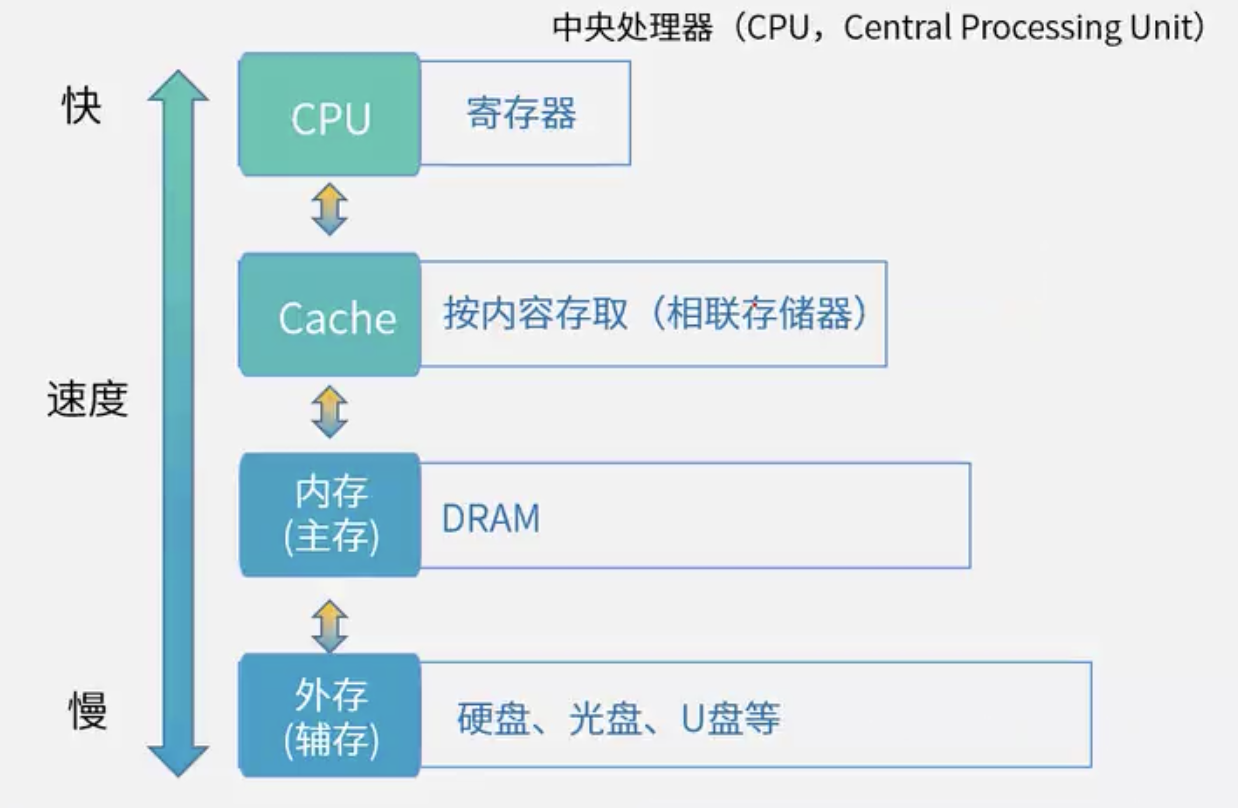 中央处理器（CPU，Central Processing Unit）
快
CPU
寄存器
Cache
按内容存取（相联存储器）
速度
内存
(主存)
DRAM
慢
外存
(辅存)
硬盘、光盘、U盘等